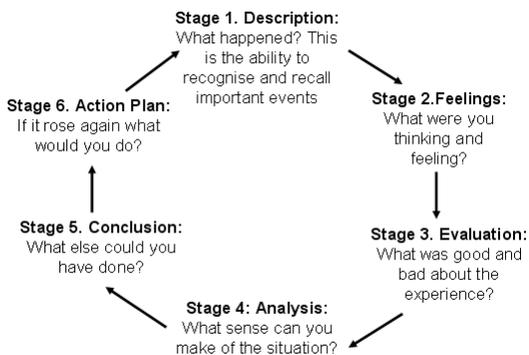 Stage 1. Description:
What happened? This
is the ability to
recognise and recall
important events
Stage 2.Feelings:
What were you
thinking and
feeling?
Stage 3. Evaluation:
What was good and
bad about the
experience?
Stage 4: Analysis:
What sense can you
make of the situation?
Stage 5. Conclusion:
What else could you
have done?
Stage 6. Action Plan:
If it rose again what
would you do?